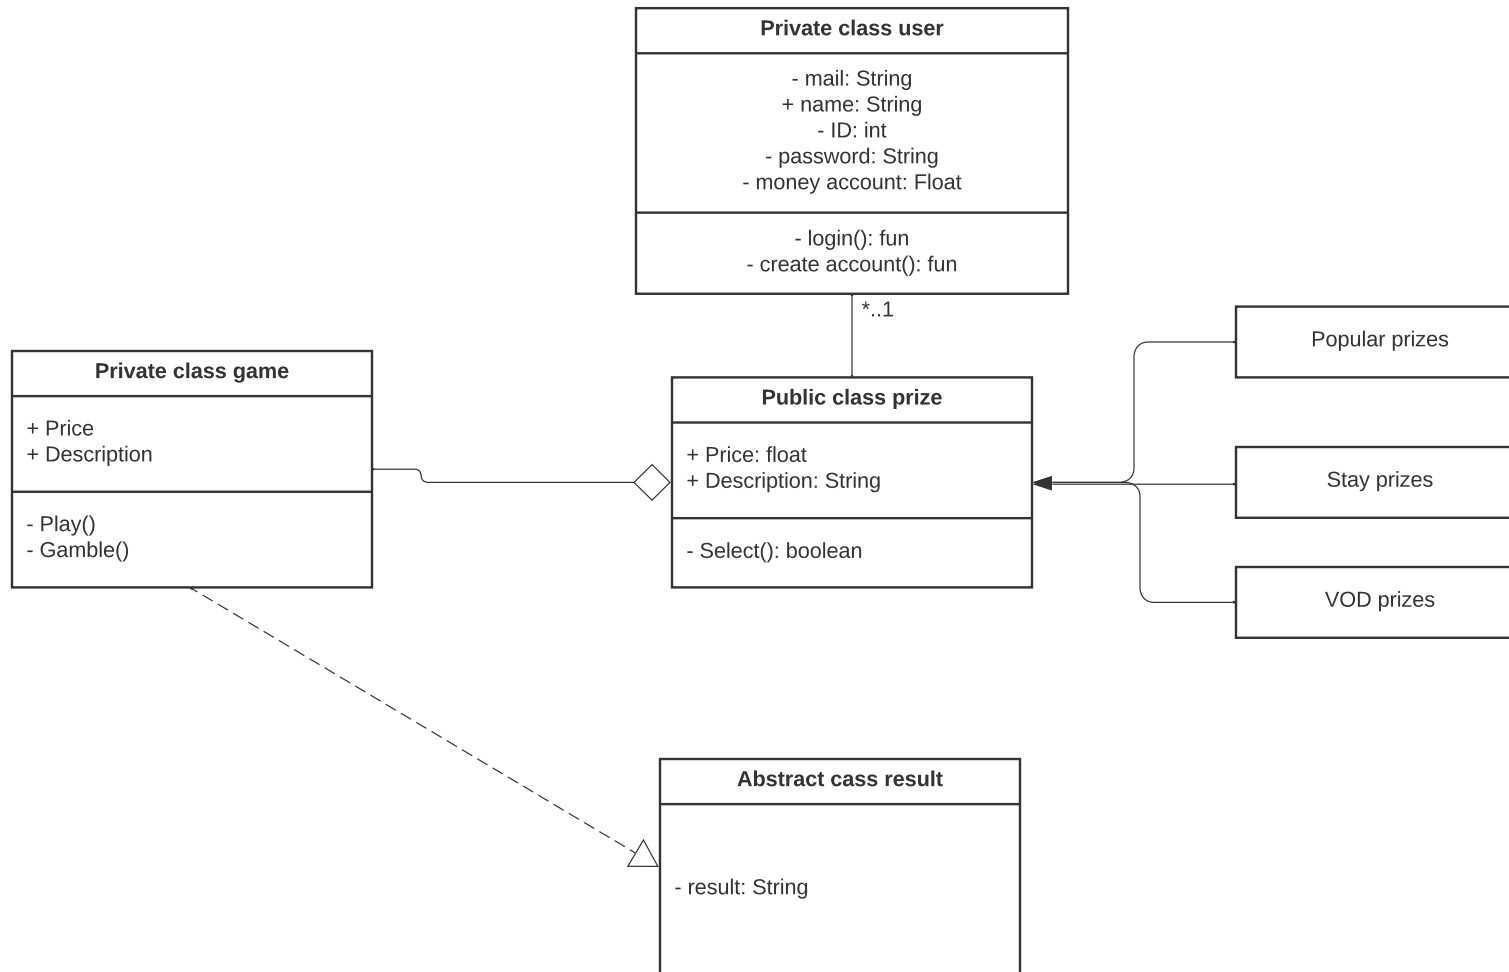 Private class user
- mail: String
+ name: String
- ID: int
- password: String
- money account: Float
- login(): fun
- create account(): fun
*..1
Private class game
+ Price
+ Description
- Play()
- Gamble()
Public class prize
+ Price: float
+ Description: String
- Select(): boolean
Popular prizes
Stay prizes
VOD prizes
Abstract cass result
- result: String